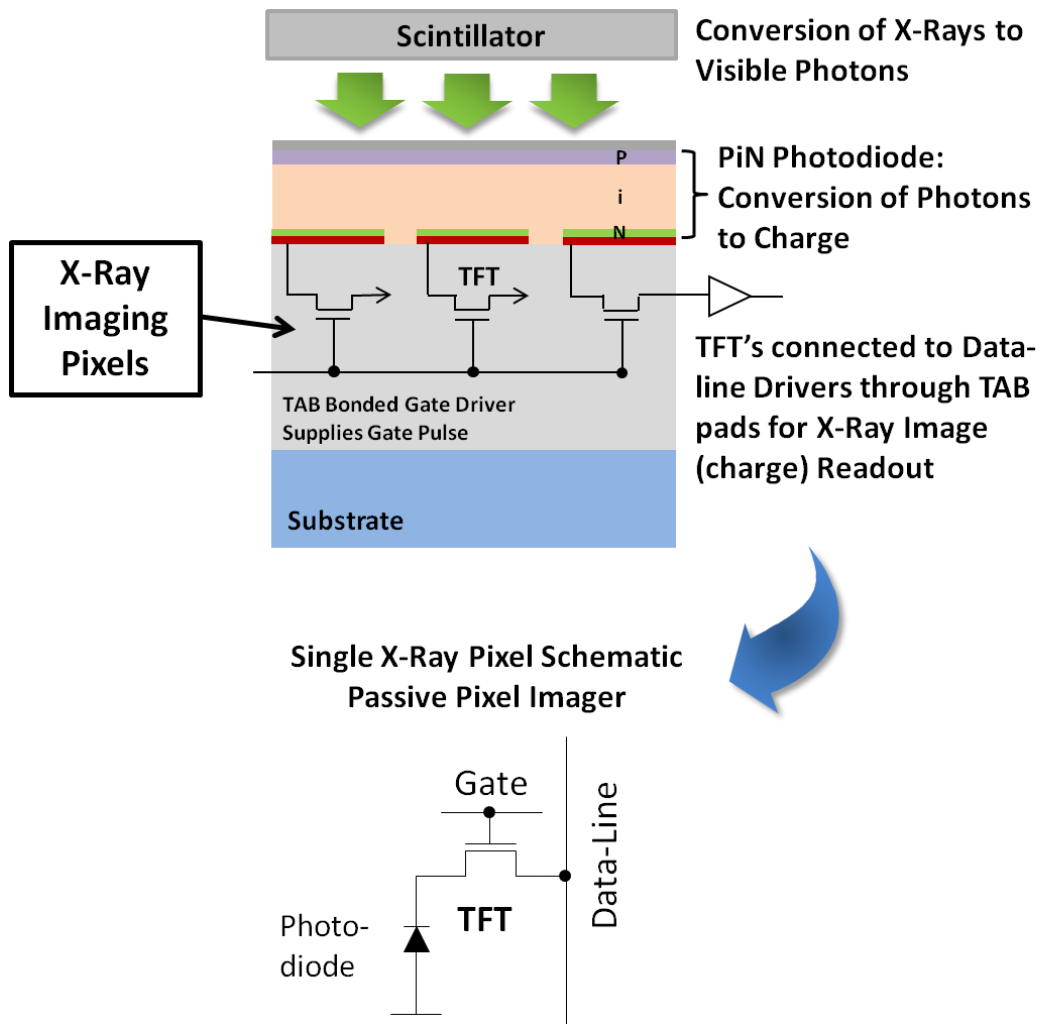 Scintillator
Conversion of X-Rays to
Visible Photons
P
i
N
PiN Photodiode:
Conversion of Photons
to Charge
X-Ray
Imaging
Pixels
TFT
TFT's connected to Data-
line Drivers through TAB
pads for X-Ray Image
(charge) Readout
TAB Bonded Gate Driver
Supplies Gate Pulse
Substrate
Single X-Ray Pixel Schematic
Passive Pixel Imager
Gate
Data-Line
TFT
Photo-
diode